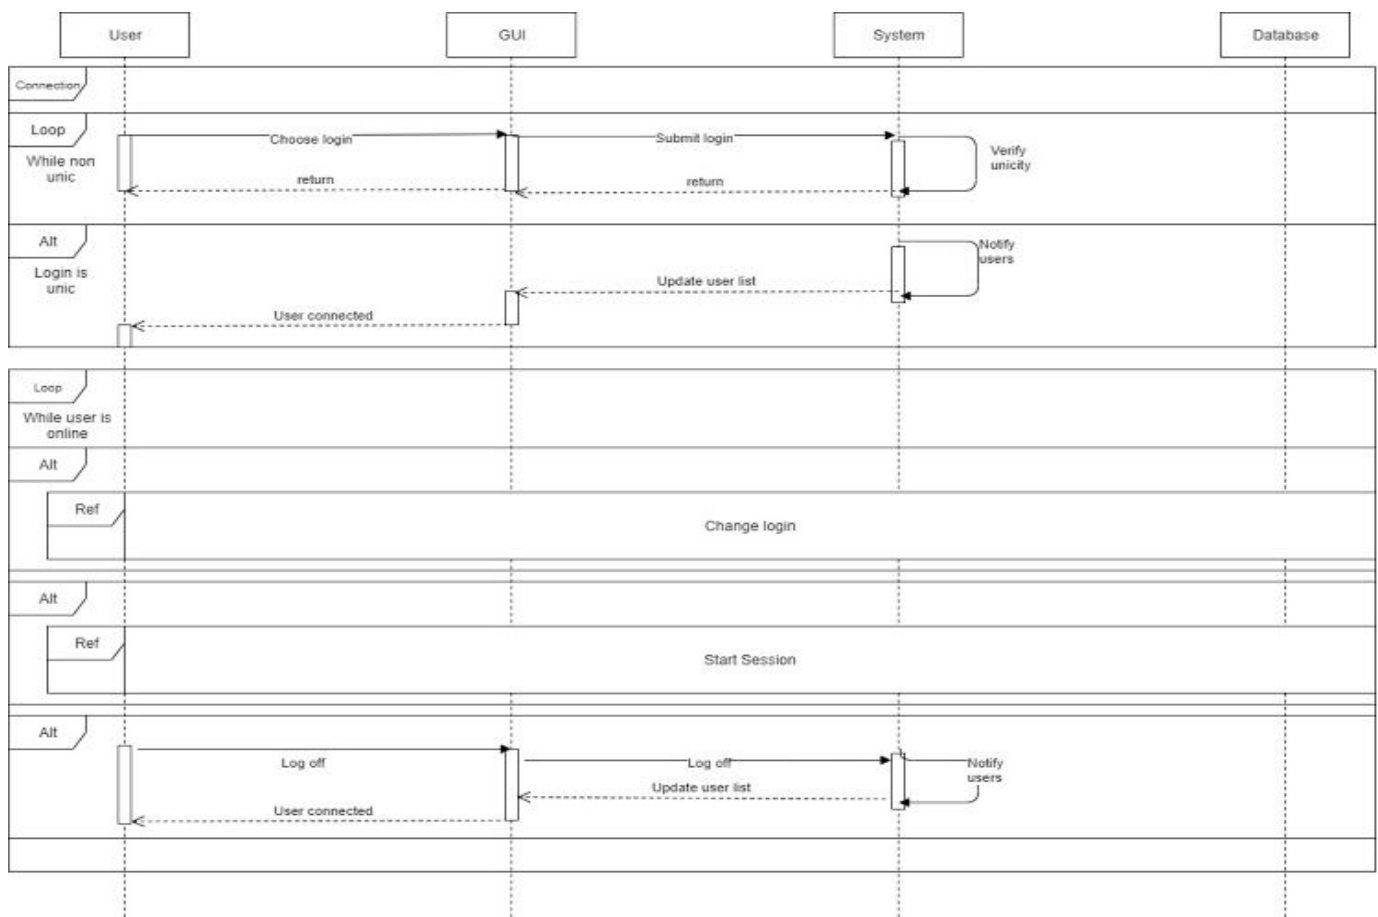 User
GUI
System
Database
Connection
Loop
Choose login
Submit login
Verify
unicity
While non
unic
return
return
Alt
Notify
users
Login is
unic
Update user list
User connected
Loop
While user is
online
Alt
Ref
Change login
Alt
Ref
Start Session
Alt
Log off
Log off
Notify
users
Update user list
User connected